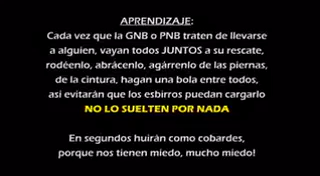 APRENDIZAJE:
Cada vez que la GNB o PNB traten de llevarse
a alguien, vayan todos JUNTOS a su rescate,
rodéenlo, abrácenlo, agárrenlo de las piernas,
de la cintura, hagan una bola entre todos,
asi evitarán que los esbirros puedan cargarlo
NO LO SUELTEN POR NADA
En segundos huirán como cobardes,
porque nos tienen miedo, mucho miedo!